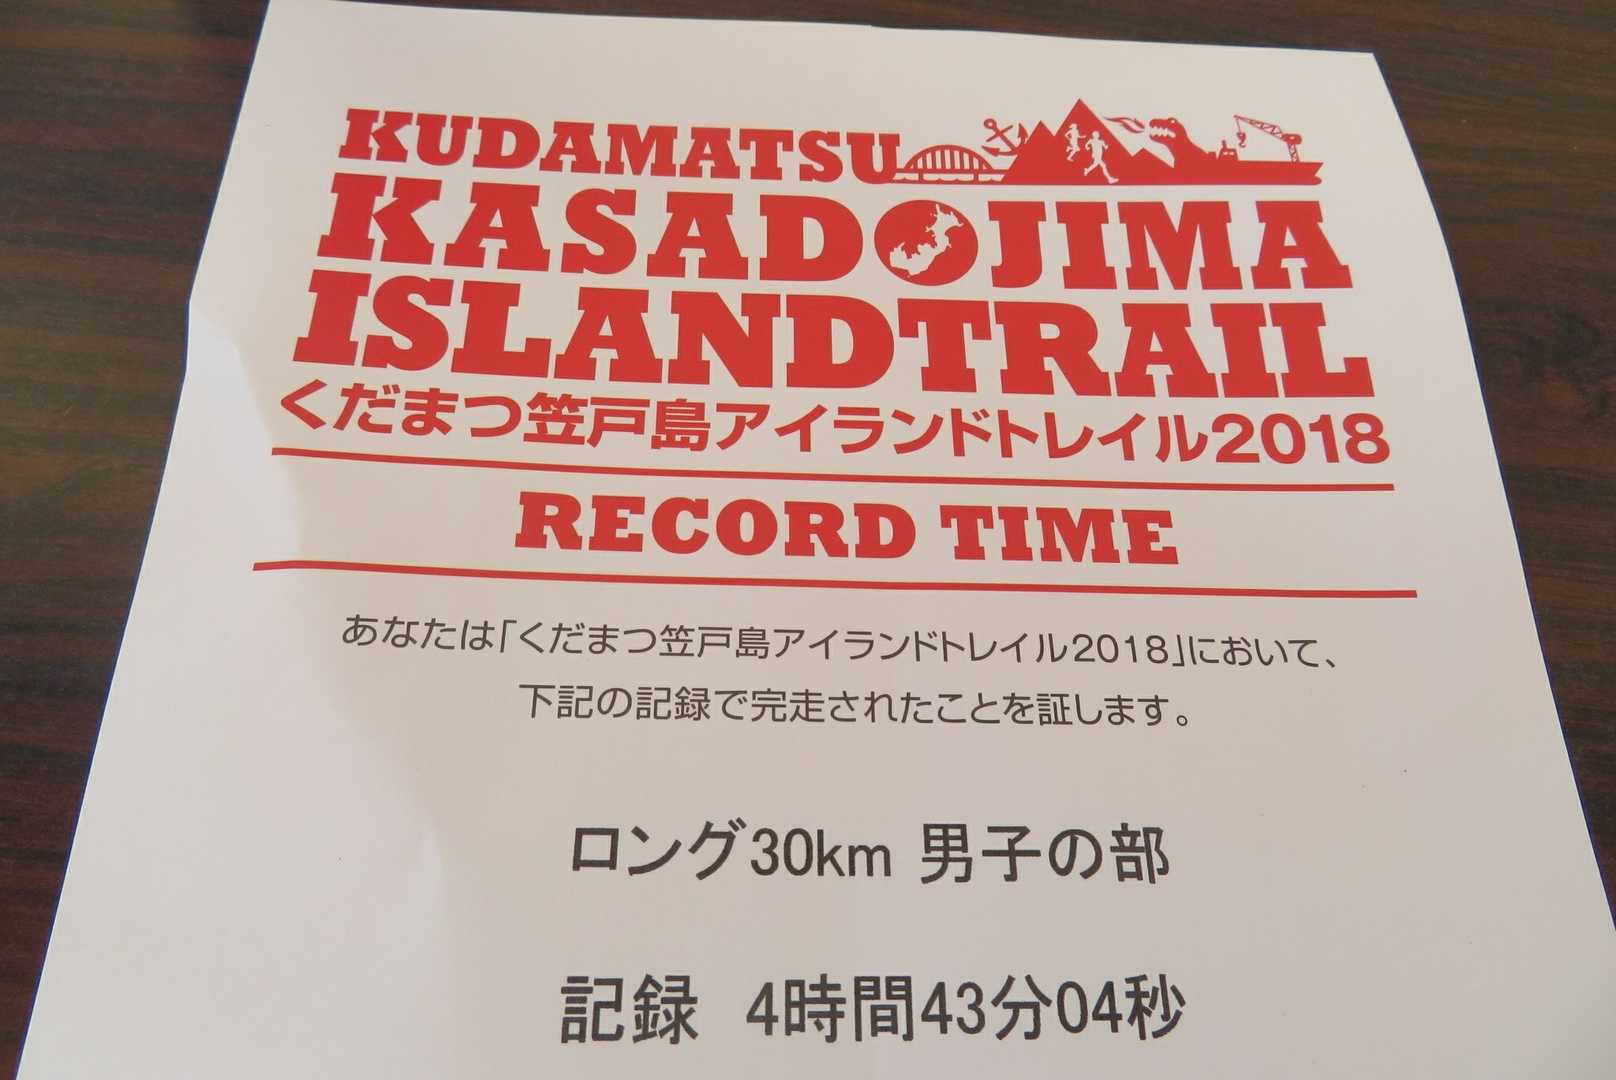 KUDAMATSU
KASADOJIMA
ISLANDTRAIL
くだまつ笠戸島アイランドトレイル2018
RECORD TIME
あなたは「くだまつ笠戸島アイランドトレイル2018」において、
下記の記録で完走されたことを証します。
ロング30km 男子の部
記録 4時間43分04秒